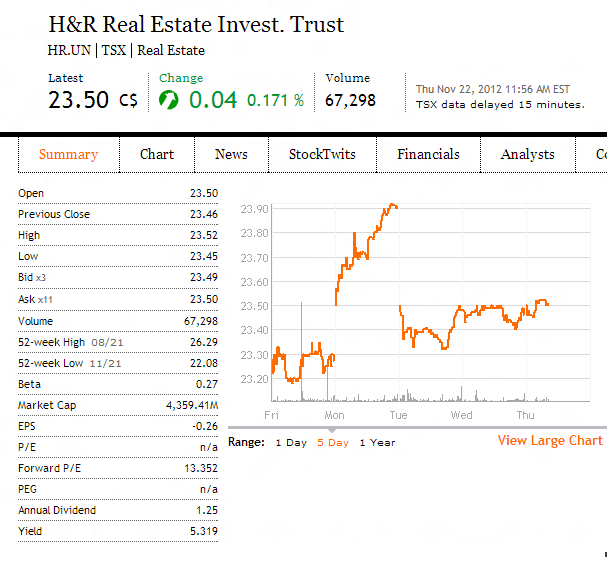 H&R Real Estate Invest. Trust
HR.UN | TSX | Real Estate
Latest
23.50 C$
Change
0.04 0.171 %
Volume
67,298
Thu Nov 22, 2012 11:56 AM EST
TSX data delayed 15 minutes.
Summary Chart News StockTwits Financials Analysts Co
Open 23.50
Previous Close 23.46
High 23.52
Low 23.45
Bid x3 23.49
Ask x11 23.50
Volume 67,298
52-week High 08/21 26.29
52-week Low 11/21 22.08
Beta 0.27
Market Cap 4,359.41M
EPS -0.26
P/E n/a
Forward P/E 13.352
PEG n/a
Annual Dividend 1.25
Yield 5.319
23.90
23.80
23.70
23.60
23.50
23.40
23.30
23.20
Fri Mon Tue Wed Thu
Range: 1 Day 5 Day 1 Year
View Large Chart